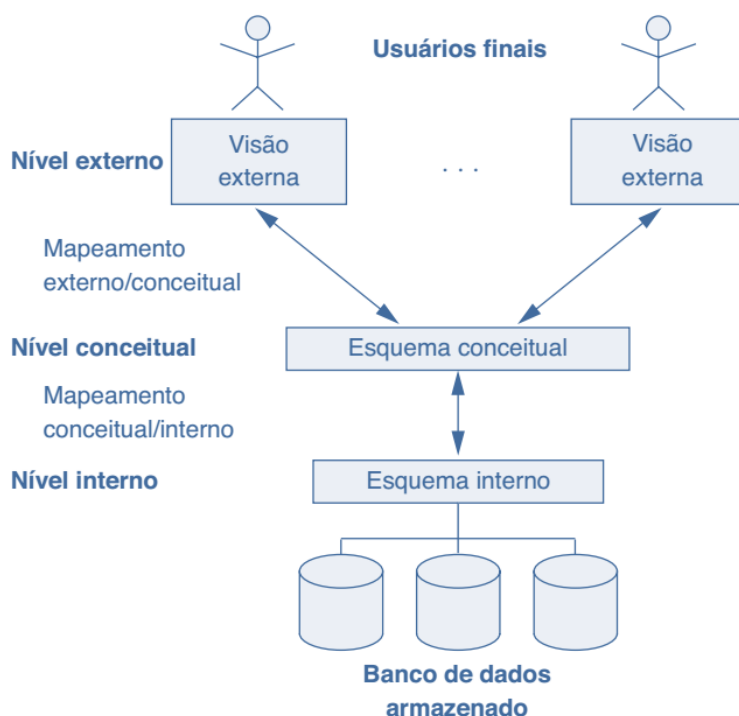 Usuários finais
Nível externo
Visão
externa
. . .
Visão
externa
Mapeamento
externo/conceitual
Nível conceitual
Esquema conceitual
Mapeamento
conceitual/interno
Nível interno
Esquema interno
Banco de dados
armazenado